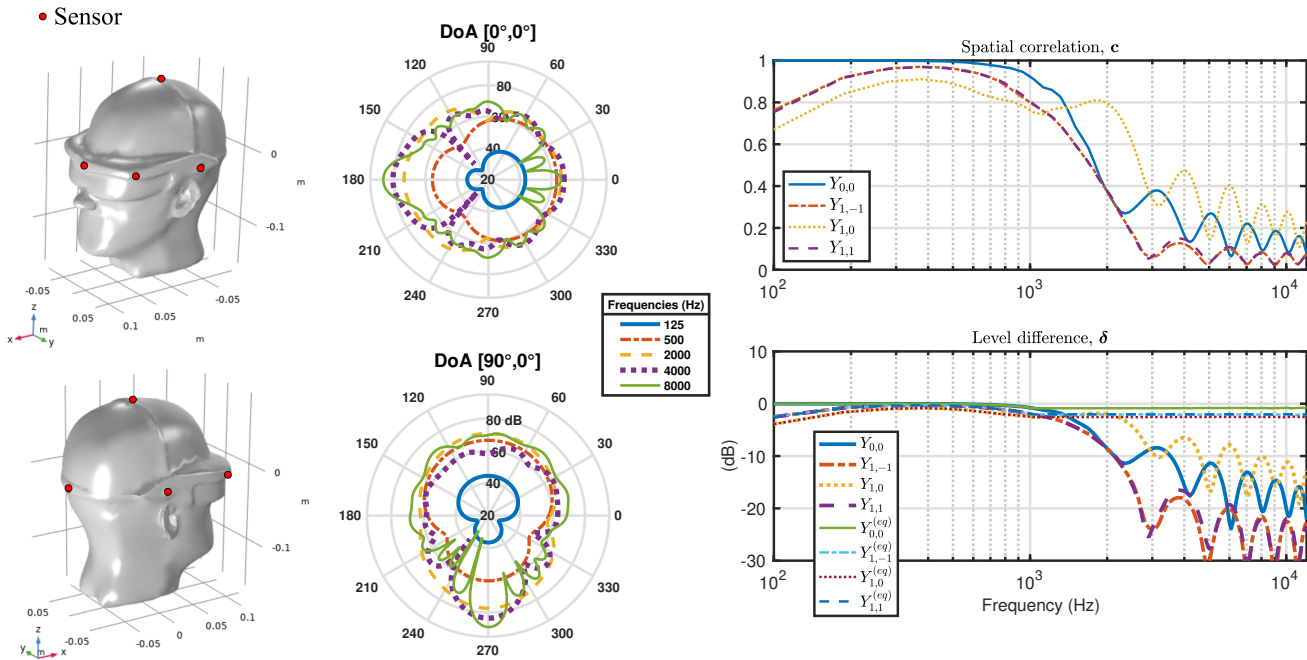 Sensor
0
m
-0.1
-0.05
0.05
0.1
0.05
-0.05
m
z
m
x
y
0
m
-0.1
0.05
-0.05
-0.05
0
0.05
0.1
z
y
m
x
DoA [0°,0°]
90
120
60
150
30
180
0
210
330
240
300
270
80
60
40
20
DoA [90°,0°]
90
120
60
150
30
180
0
210
330
240
300
270
80 dB
60
40
20
Frequencies (Hz)
125
500
2000
4000
8000
Spatial correlation, c
1
0.8
0.6
0.4
0.2
0
10²
10³
10⁴
Y₀,₀
Y₁,₋₁
Y₁,₀
Y₁,₁
Level difference, δ
10
0
-10
-20
-30
(dB)
10²
10³
10⁴
Frequency (Hz)
Y₀,₀
Y₁,₋₁
Y₁,₀
Y₁,₁
Y₀,₀^(eq)
Y₁,₋₁^(eq)
Y₁,₀^(eq)
Y₁,₁^(eq)